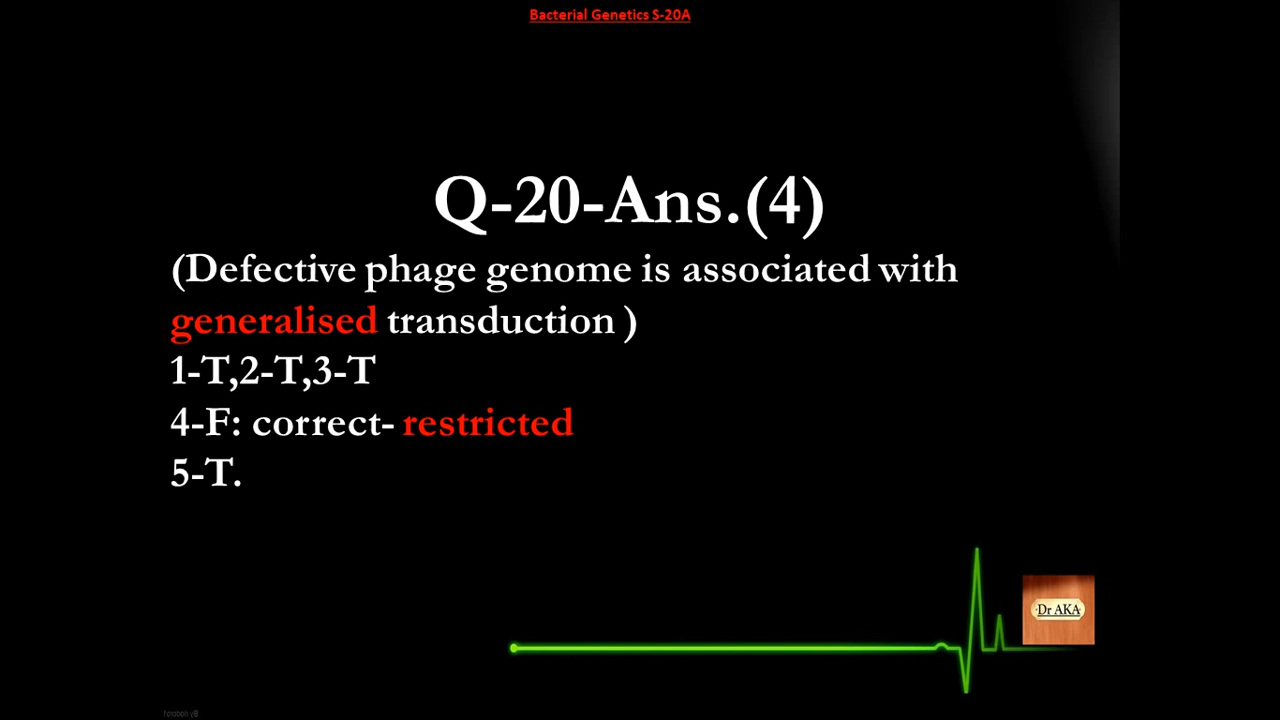 Bacterial Genetics S-20A
Q-20-Ans.(4)
(Defective phage genome is associated with
generalised transduction )
1-T,2-T,3-T
4-F: correct- restricted
5-T.
Dr AKA